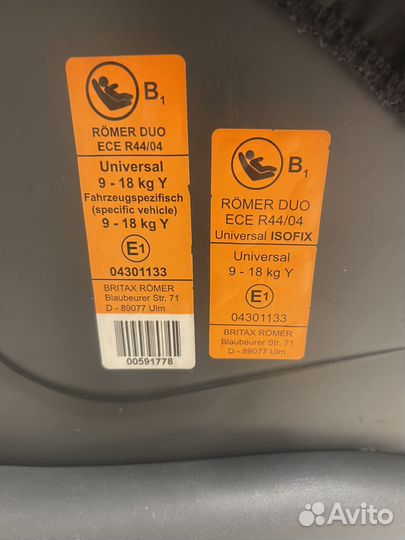 B1
RÖMER DUO
ECE R44/04
Universal
9 - 18 kg Y
Fahrzeugspezifisch
(specific vehicle)
9 - 18 kg Y
E1
04301133
BRITAX RÖMER
Blaubeurer Str. 71
D - 89077 Ulm
00591778
B1
RÖMER DUO
ECE R44/04
Universal ISOFIX
Universal
9 - 18 kg Y
E1
04301133
BRITAX RÖMER
Blaubeurer Str. 71
D - 89077 Ulm
Avito